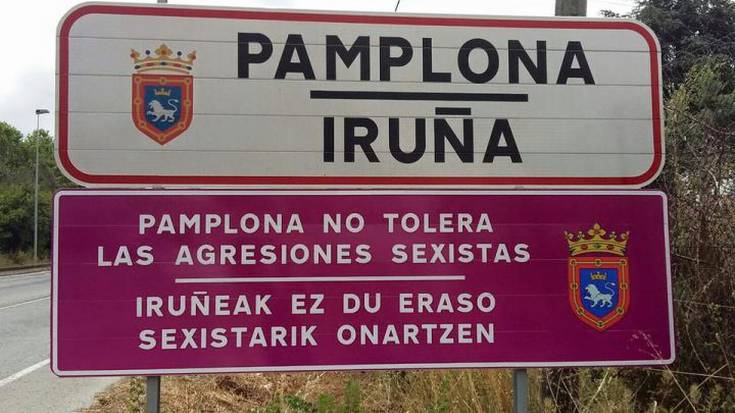 PAMPLONA
IRUÑA
PAMPLONA NO TOLERA
LAS AGRESIONES SEXISTAS
IRUÑEAK EZ DU ERASO
SEXISTARIK ONARTZEN